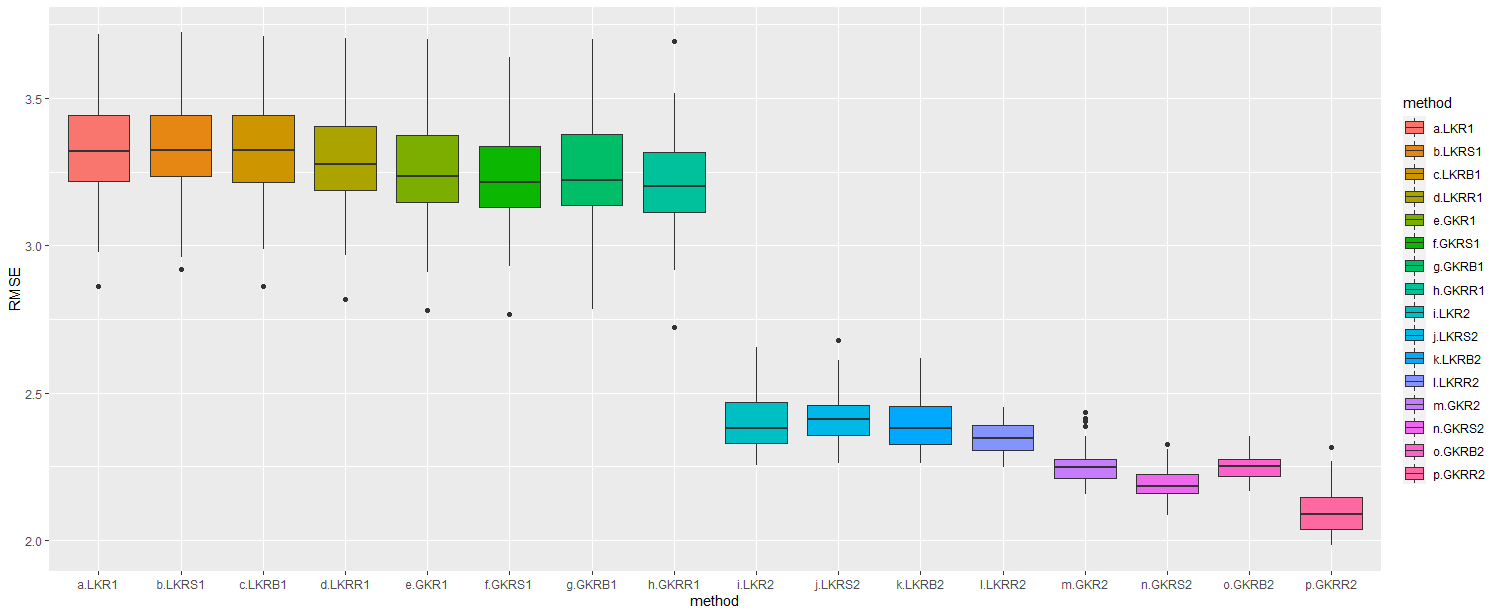 RMSE
3.5
3.0
2.5
2.0
a.LKR1
b.LKRS1
c.LKRB1
d.LKRR1
e.GKR1
f.GKRS1
g.GKRB1
h.GKRR1
i.LKR2
j.LKRS2
k.LKRB2
l.LKRR2
m.GKR2
n.GKRS2
o.GKRB2
p.GKRR2
method
method
a.LKR1
b.LKRS1
c.LKRB1
d.LKRR1
e.GKR1
f.GKRS1
g.GKRB1
h.GKRR1
i.LKR2
j.LKRS2
k.LKRB2
l.LKRR2
m.GKR2
n.GKRS2
o.GKRB2
p.GKRR2